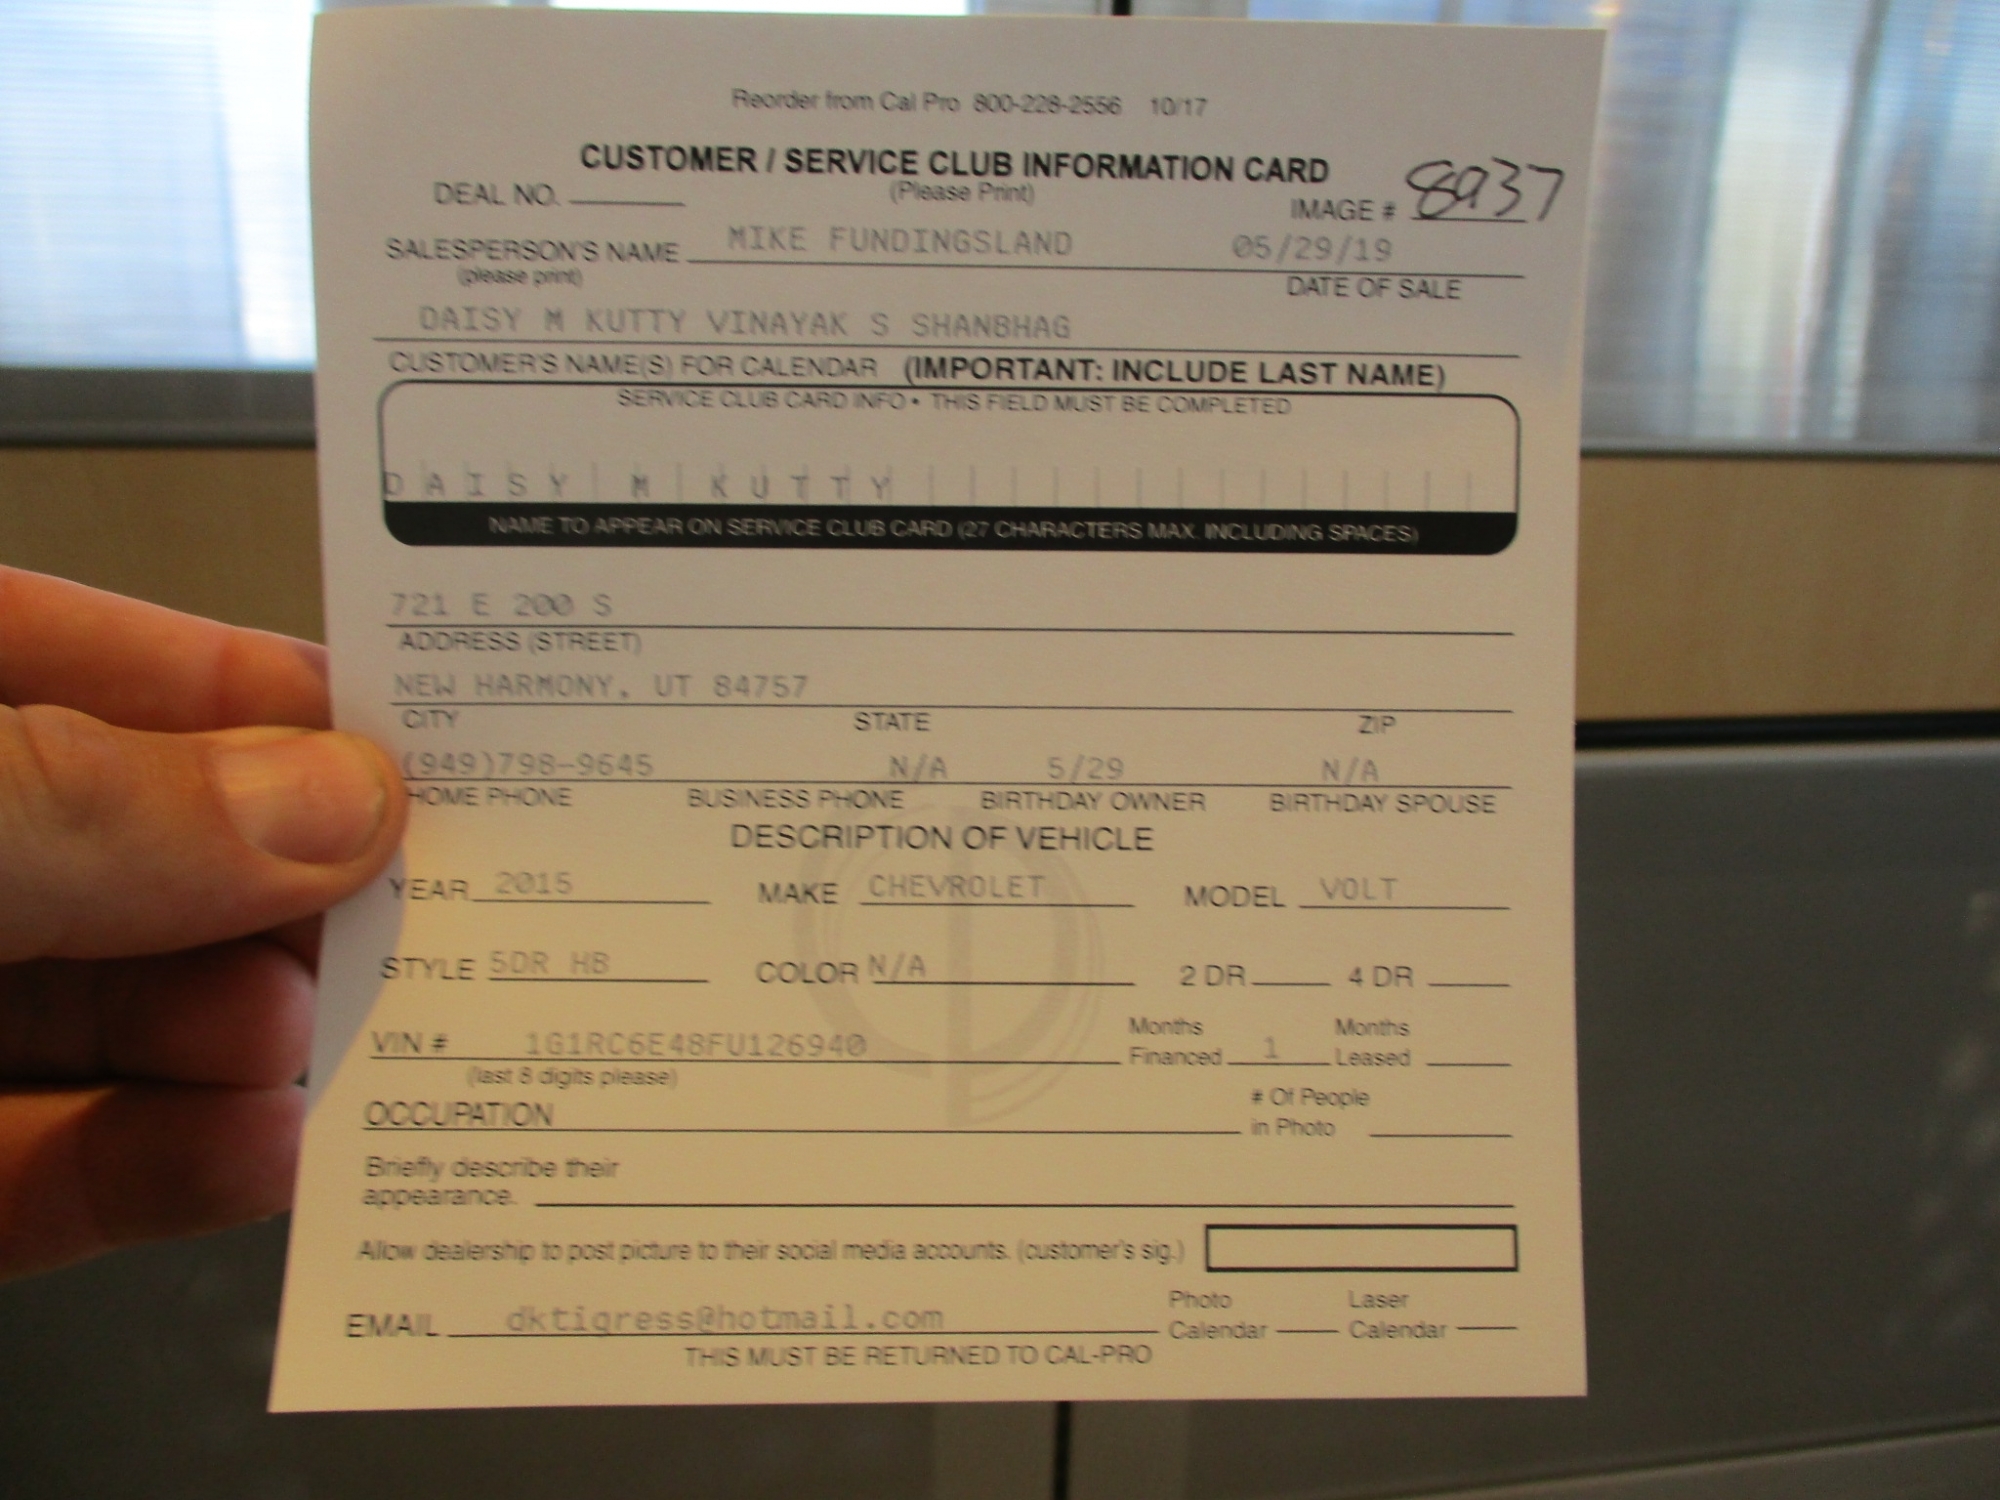 Reorder from Cal Pro 800-228-2556 10/17
CUSTOMER / SERVICE CLUB INFORMATION CARD
DEAL NO. (Please Print) IMAGE # 8937
SALESPERSON'S NAME MIKE FUNDINGSLAND 05/29/19
(please print) DATE OF SALE
DAISY M KUTTY VINAYAK S SHANBHAG
CUSTOMER'S NAME(S) FOR CALENDAR (IMPORTANT: INCLUDE LAST NAME)
SERVICE CLUB CARD INFO • THIS FIELD MUST BE COMPLETED
DAISY M KUTTY
NAME TO APPEAR ON SERVICE CLUB CARD (27 CHARACTERS MAX. INCLUDING SPACES)
721 E 200 S
ADDRESS (STREET)
NEW HARMONY, UT 84757
CITY STATE ZIP
(949)798-9645 N/A 5/29 N/A
HOME PHONE BUSINESS PHONE BIRTHDAY OWNER BIRTHDAY SPOUSE
DESCRIPTION OF VEHICLE
YEAR 2015 MAKE CHEVROLET MODEL VOLT
STYLE 5DR HB COLOR N/A 2 DR 4 DR
VIN # 1G1RC6E48FU126940 Months Financed 1 Months Leased
(last 8 digits please)
OCCUPATION # Of People in Photo
Briefly describe their
appearance.
Allow dealership to post picture to their social media accounts. (customer's sig.)
EMAIL dktigress@hotmail.com Photo Calendar Laser Calendar
THIS MUST BE RETURNED TO CAL-PRO